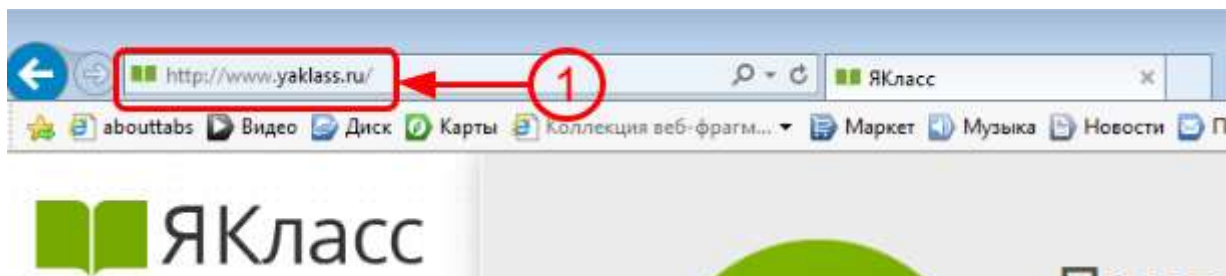 http://www.yaklass.ru/
1
ЯКласс
abouttabs Видео Диск Карты Коллекция веб-фрагм... Маркет Музыка Новости П
ЯКласс